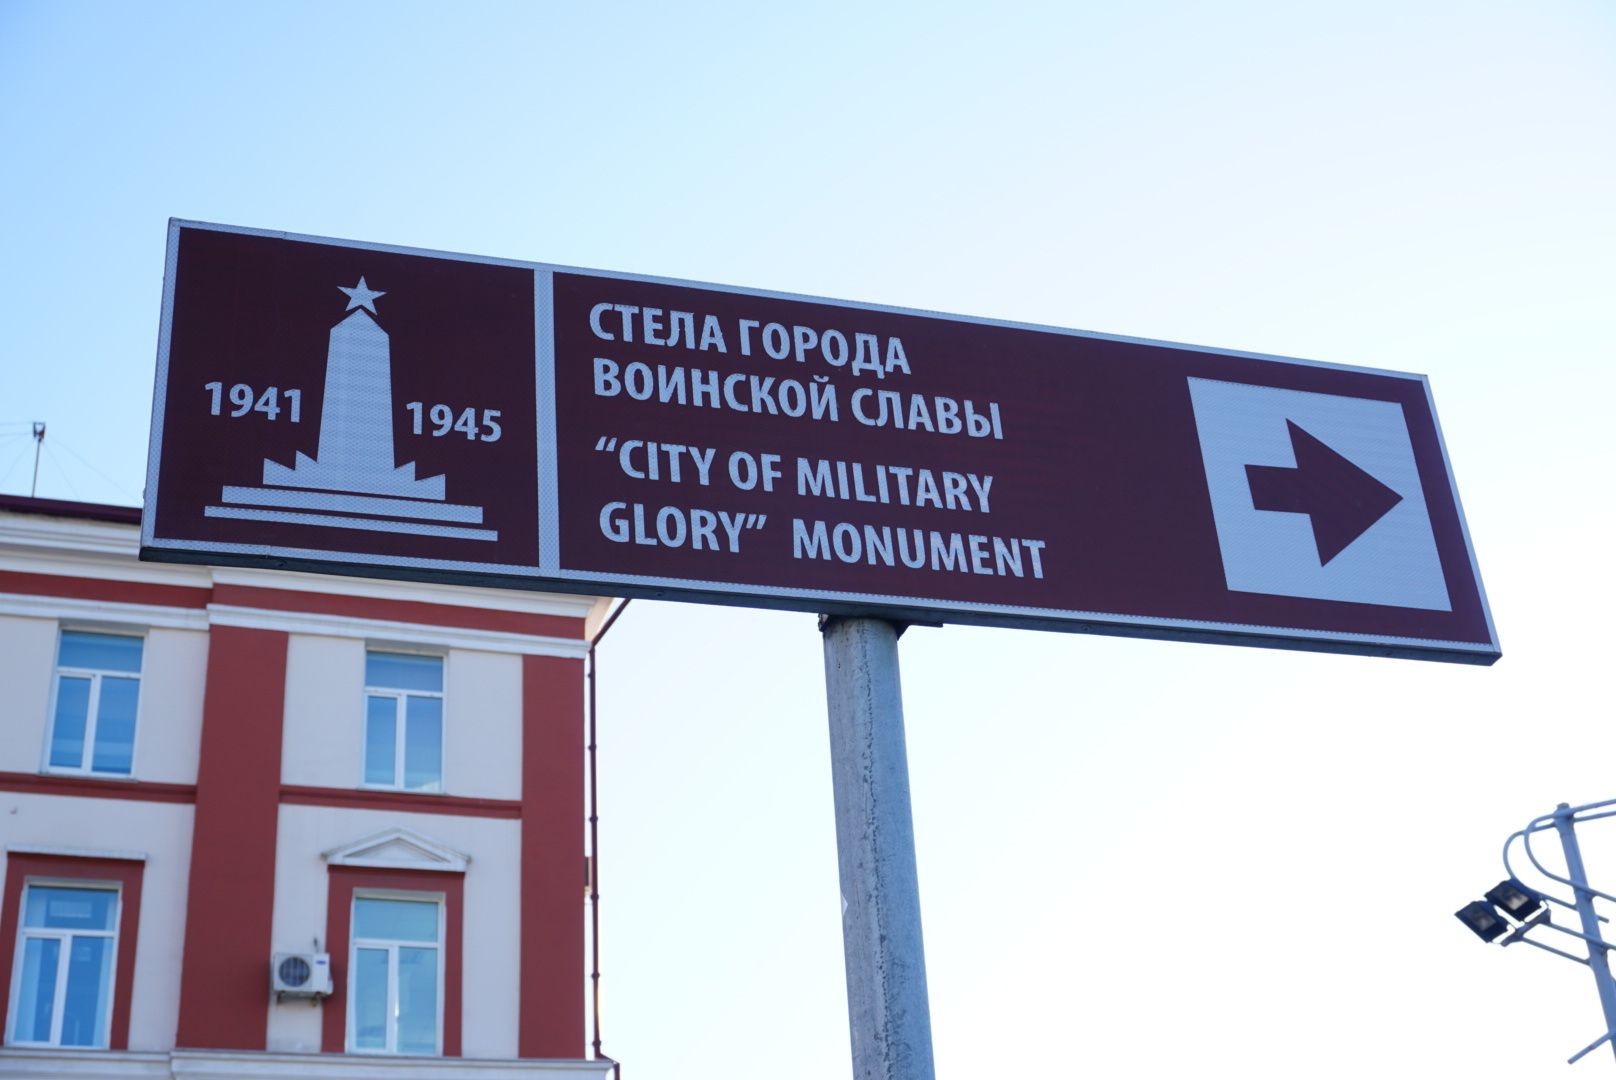 1941
1945
СТЕЛА ГОРОДА
ВОИНСКОЙ СЛАВЫ
“CITY OF MILITARY
GLORY” MONUMENT